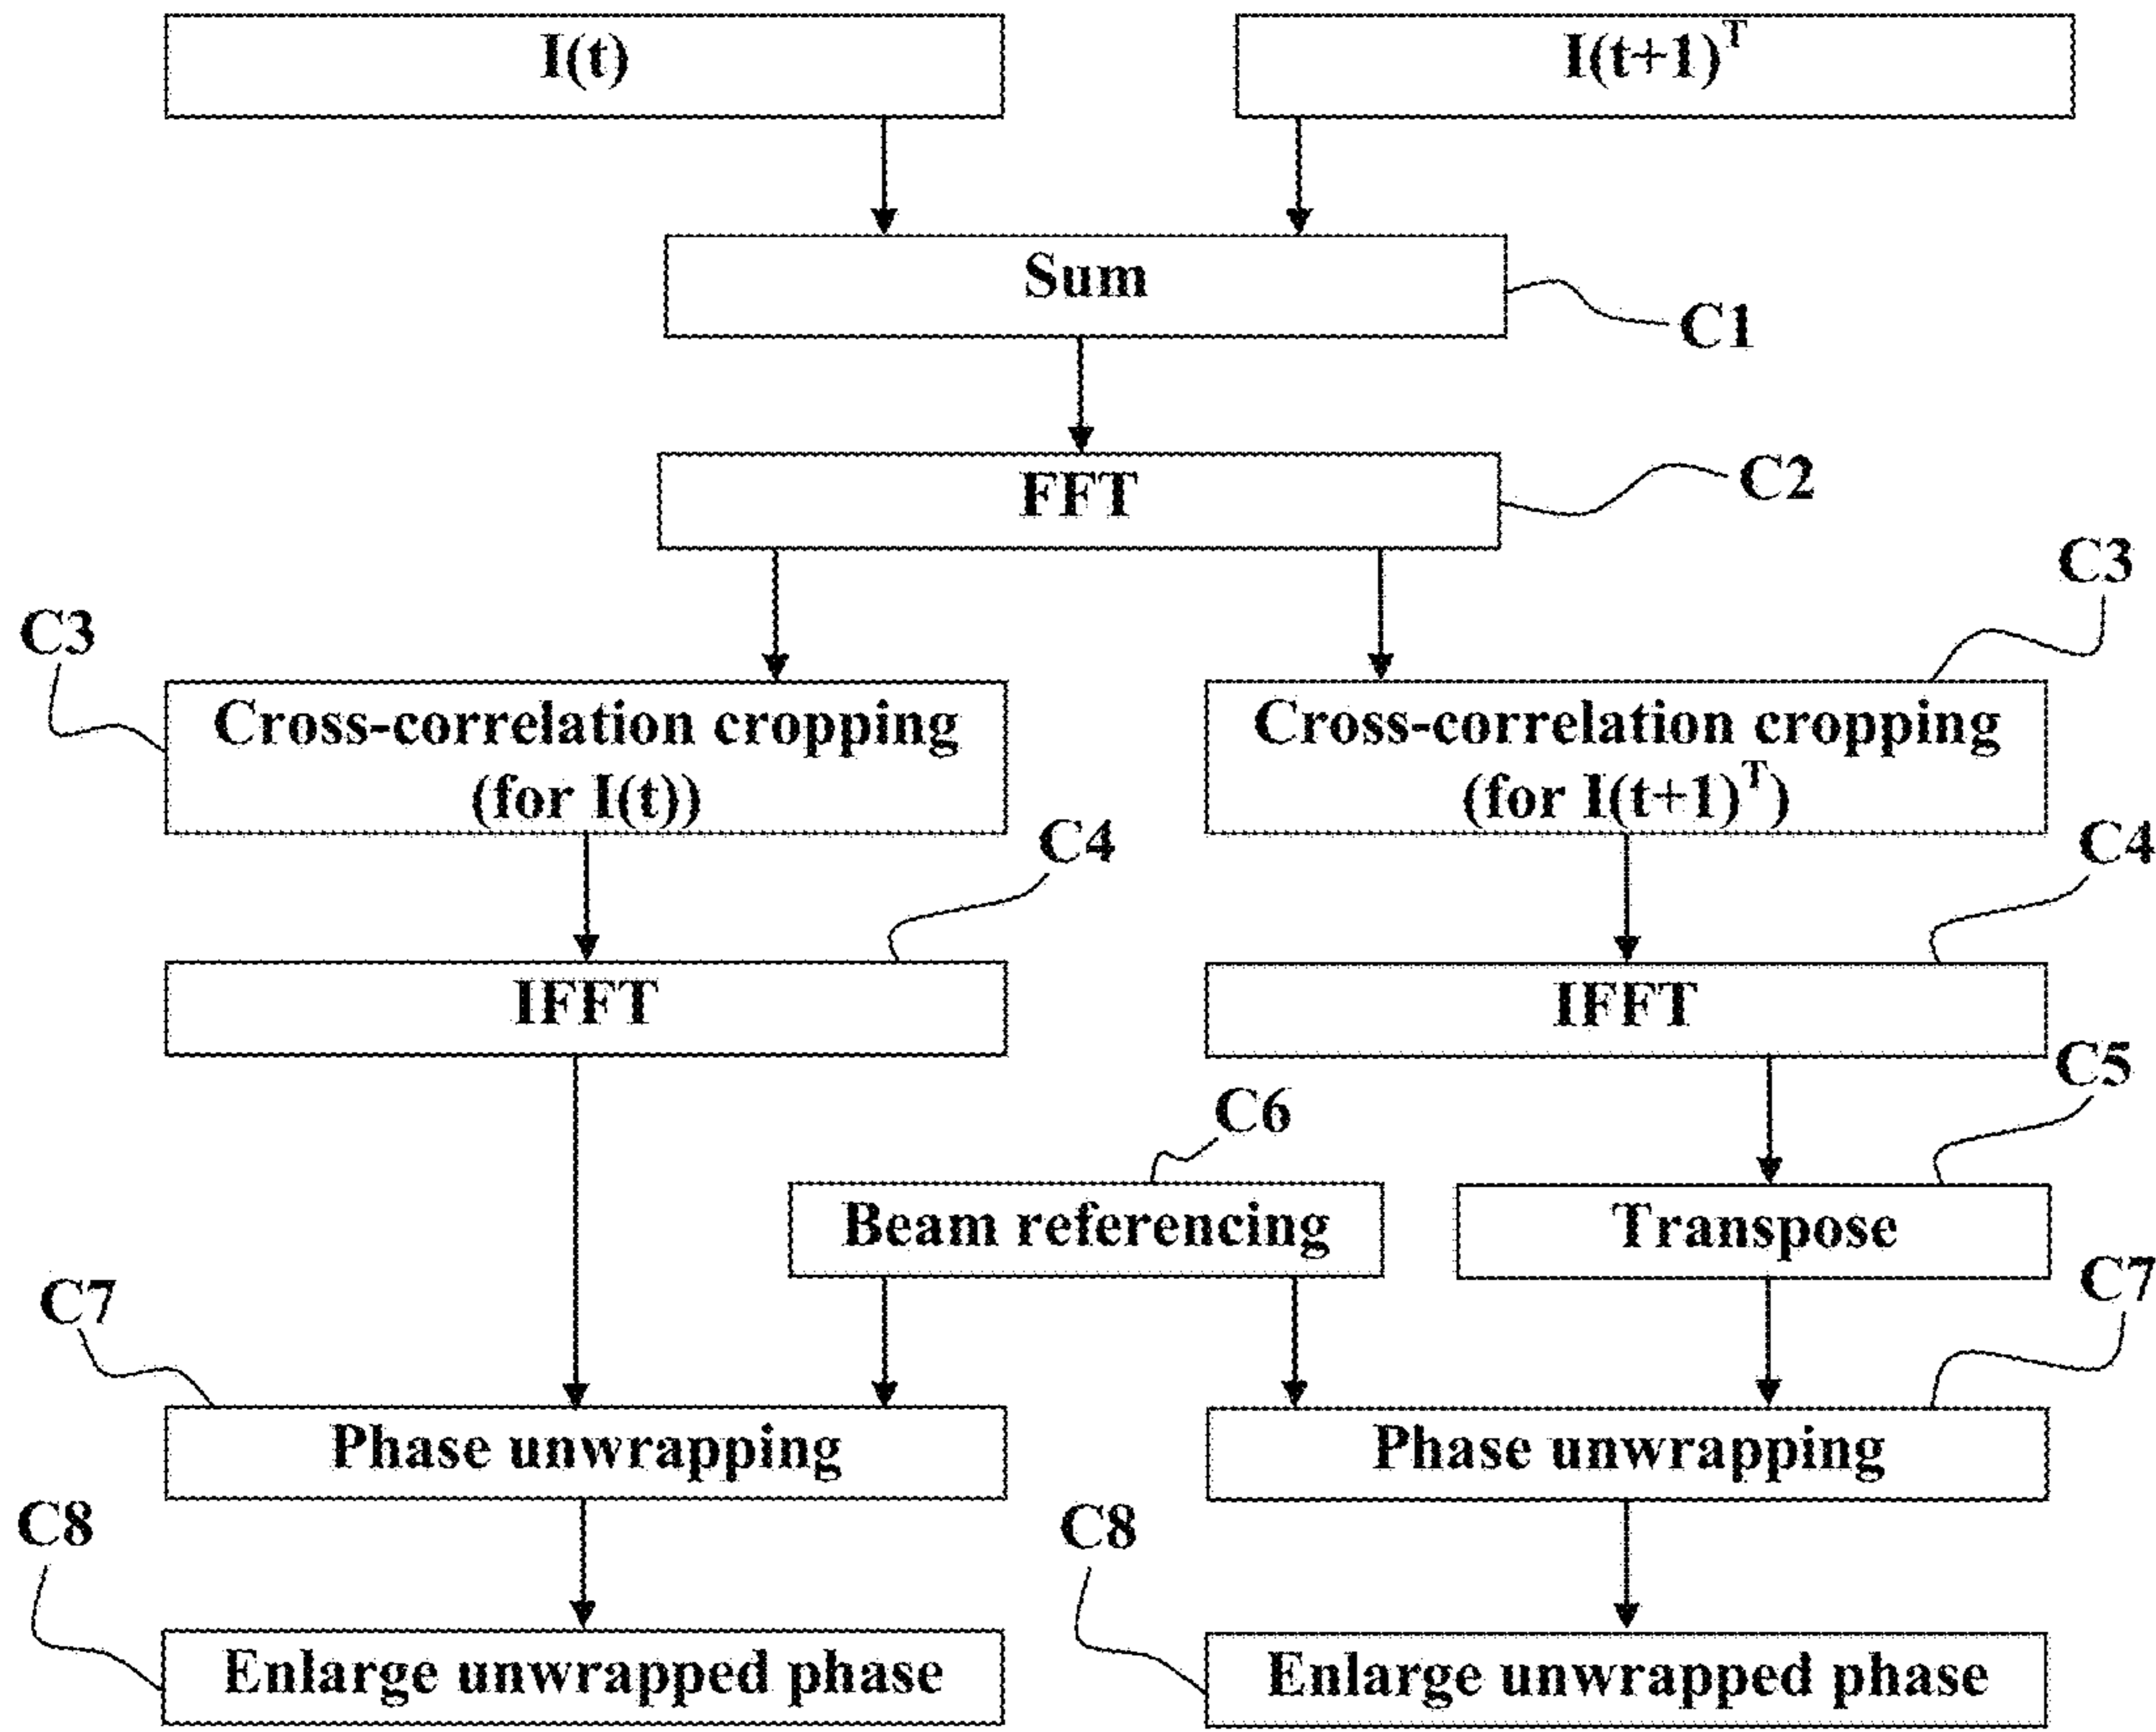 I(t)
I(t+1)ᵀ
Sum
C1
FFT
C2
C3
C3
Cross-correlation cropping
(for I(t))
Cross-correlation cropping
(for I(t+1)ᵀ)
C4
C4
IFFT
IFFT
C5
C6
Beam referencing
Transpose
C7
C7
Phase unwrapping
Phase unwrapping
C8
C8
Enlarge unwrapped phase
Enlarge unwrapped phase